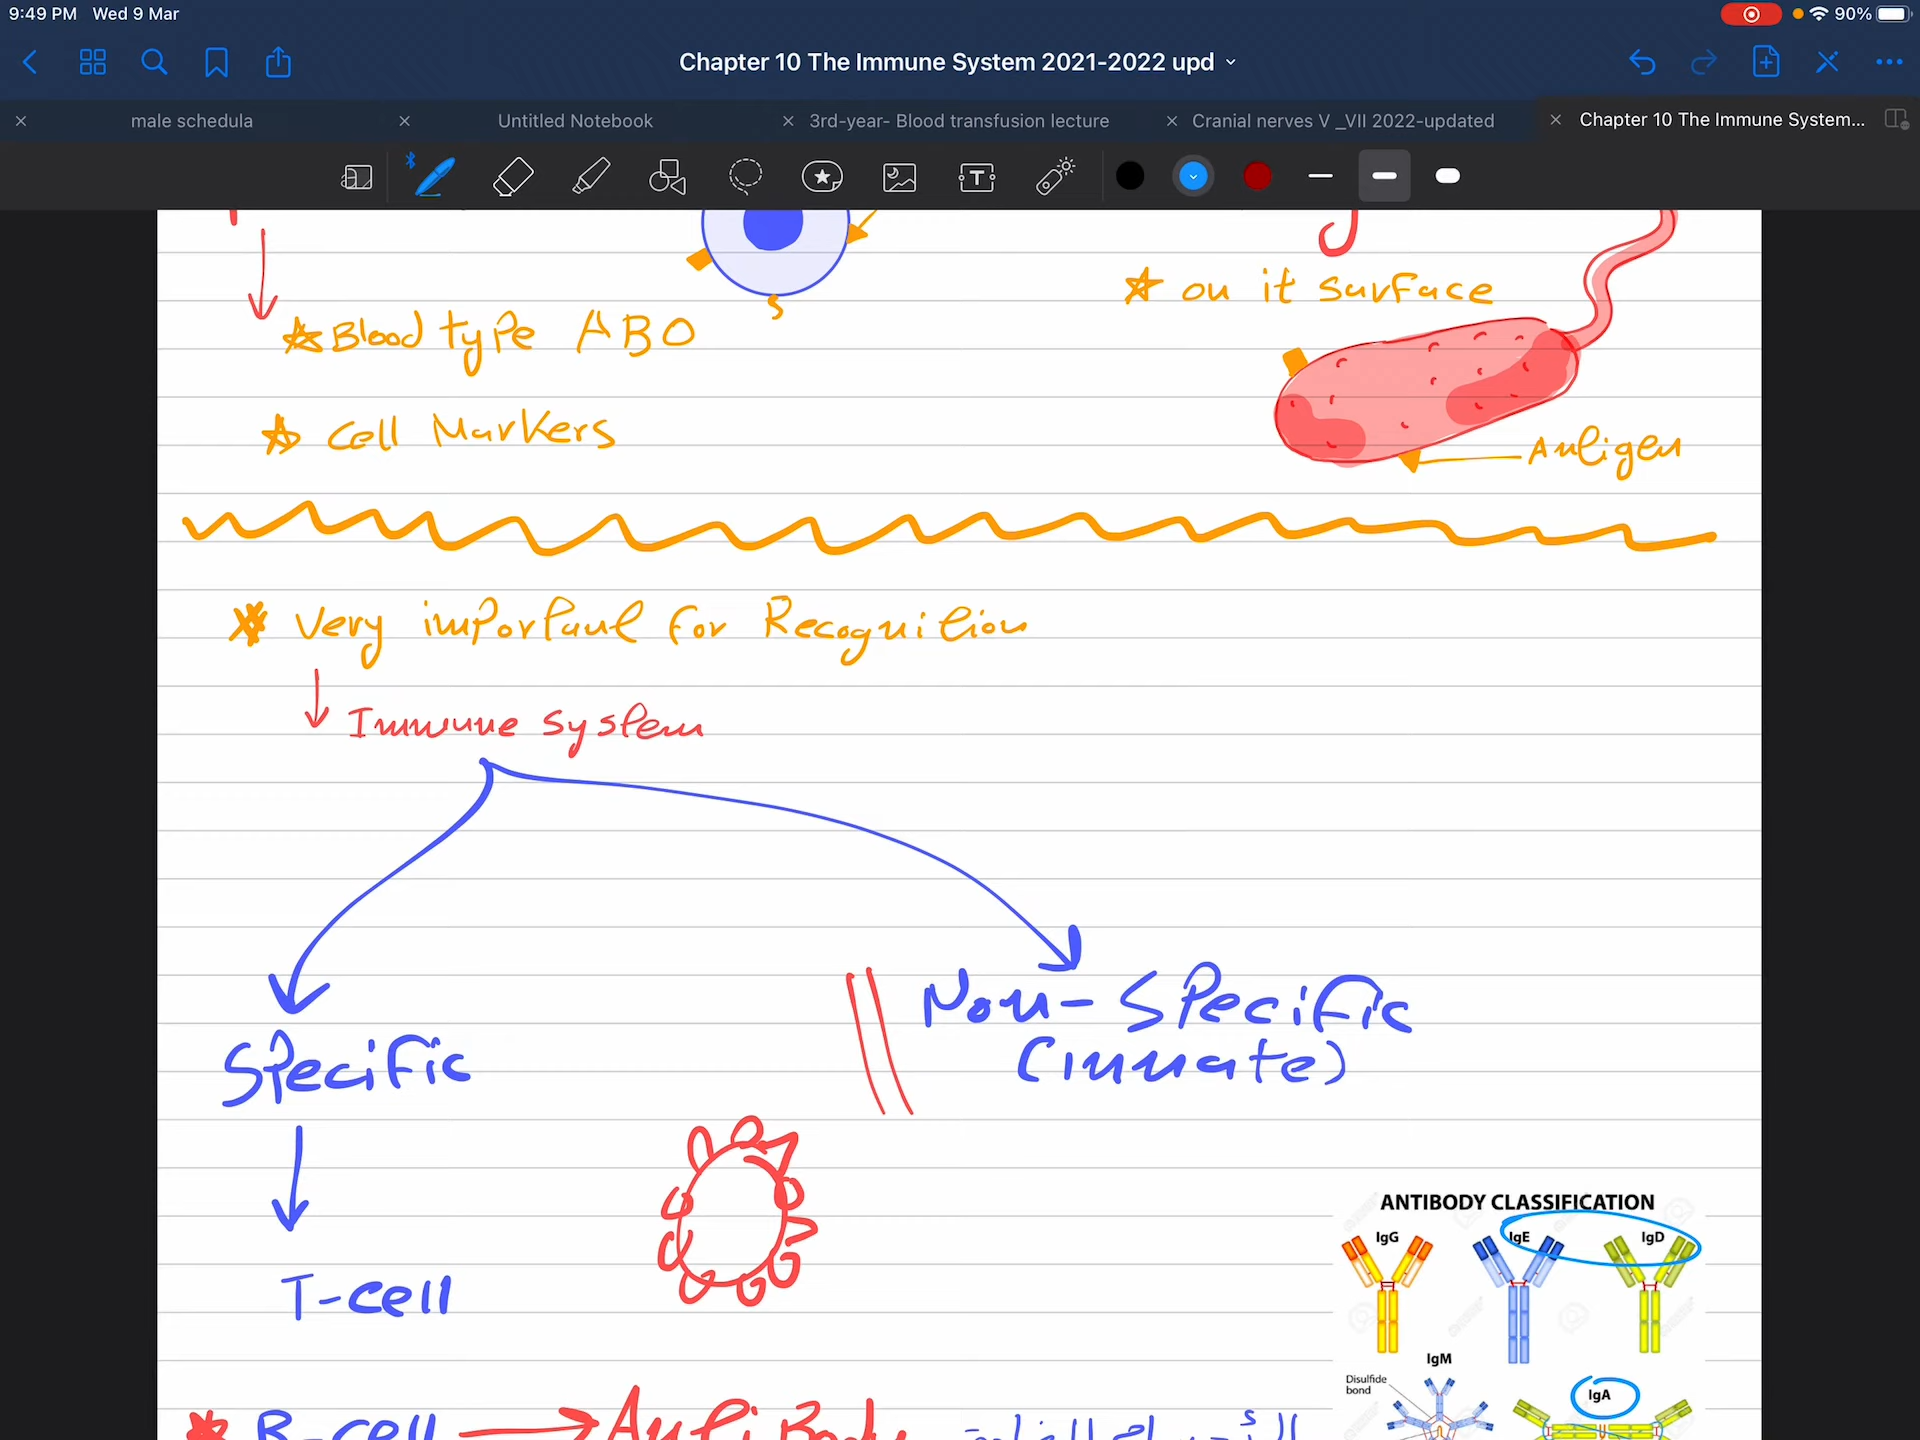 9:49 PM Wed 9 Mar
90%
Chapter 10 The Immune System 2021-2022 upd
male schedula
Untitled Notebook
3rd-year- Blood transfusion lecture
Cranial nerves V _VII 2022-updated
Chapter 10 The Immune System...
on it surface
Blood type ABO
Cell Markers
Antigen
Very important for Recognition
Immune system
Non-Specific
(innate)
Specific
T-cell
ANTIBODY CLASSIFICATION
IgG
IgE
IgD
IgM
Disulfide
bond
IgA
B-cell → AntiBody